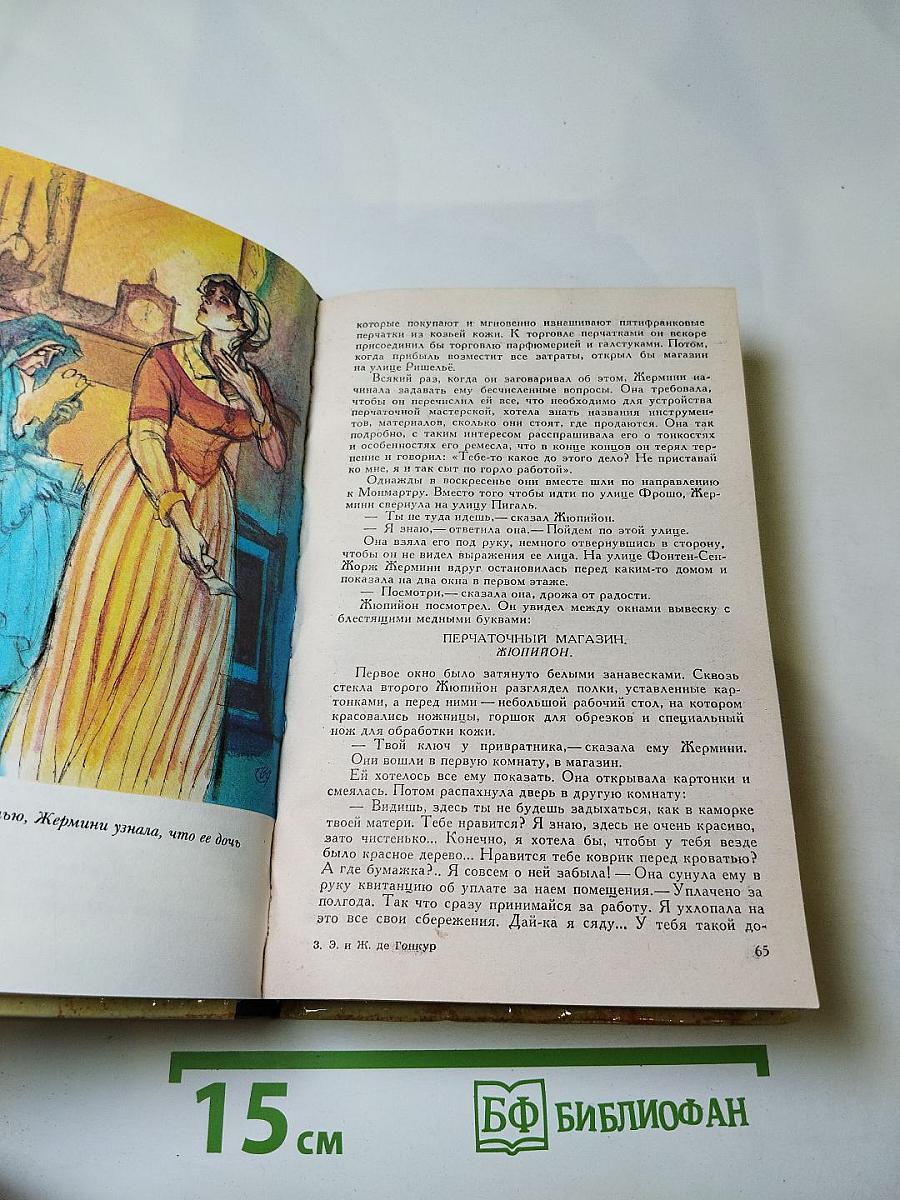 которые покупают и мгновенно изнашивают пятифранковые
перчатки из козьей кожи. К торговле перчатками он вскоре
присоединил бы торговлю парфюмерией и галстуками. Потом,
когда прибыль возместит все затраты, открыл бы магазин
на улице Ришельё.
Всякий раз, когда он заговаривал об этом, Жермини на-
чинала задавать ему бесчисленные вопросы. Она требовала,
чтобы он перечислил ей все, что необходимо для устройства
перчаточной мастерской, хотела знать названия инструмен-
тов, материалов, сколько они стоят, где продаются. Она так
подробно, с таким интересом расспрашивала его о тонкостях
и особенностях его ремесла, что в конце концов он терял тер-
пение и говорил: «Тебе-то какое до этого дело? Не приставай
ко мне, я и так сыт по горло работой».
Однажды в воскресенье они вместе шли по направлению
к Монмартру. Вместо того чтобы идти по улице Фрошо, Жер-
мини свернула на улицу Пигаль.
— Ты не туда идешь,— сказал Жюпийон.
— Я знаю,— ответила она.— Пойдем по этой улице.
Она взяла его под руку, немного отвернувшись в сторону,
чтобы он не видел выражения ее лица. На улице Фонтен-Сен-
Жорж Жермини вдруг остановилась перед каким-то домом и
показала на два окна в первом этаже.
— Посмотри,— сказала она, дрожа от радости.
Жюпийон посмотрел. Он увидел между окнами вывеску с
блестящими медными буквами:
ПЕРЧАТОЧНЫЙ МАГАЗИН.
ЖЮПИЙОН.
Первое окно было затянуто белыми занавесками. Сквозь
стекла второго Жюпийон разглядел полки, уставленные кар-
тонками, а перед ними — небольшой рабочий стол, на котором
красовались ножницы, горшок для обрезков и специальный
нож для обработки кожи.
— Твой ключ у привратника,— сказала ему Жермини.
Они вошли в первую комнату, в магазин.
Ей хотелось все ему показать. Она открывала картонки и
смеялась. Потом распахнула дверь в другую комнату:
— Видишь, здесь ты не будешь задыхаться, как в каморке
твоей матери. Тебе нравится? Я знаю, здесь не очень красиво,
зато чистенько... Конечно, я хотела бы, чтобы у тебя везде
было красное дерево... Нравится тебе коврик перед кроватью?
А где бумажка?.. Я совсем о ней забыла! — Она сунула ему в
руку квитанцию об уплате за наем помещения.— Уплачено за
полгода. Так что сразу принимайся за работу. Я ухлопала на
это все свои сбережения. Дай-ка я сяду... У тебя такой до-
3. Э. и Ж. де Гонкур
65
Жермини узнала, что ее дочь
15 см
БФ БИБЛИОФАН